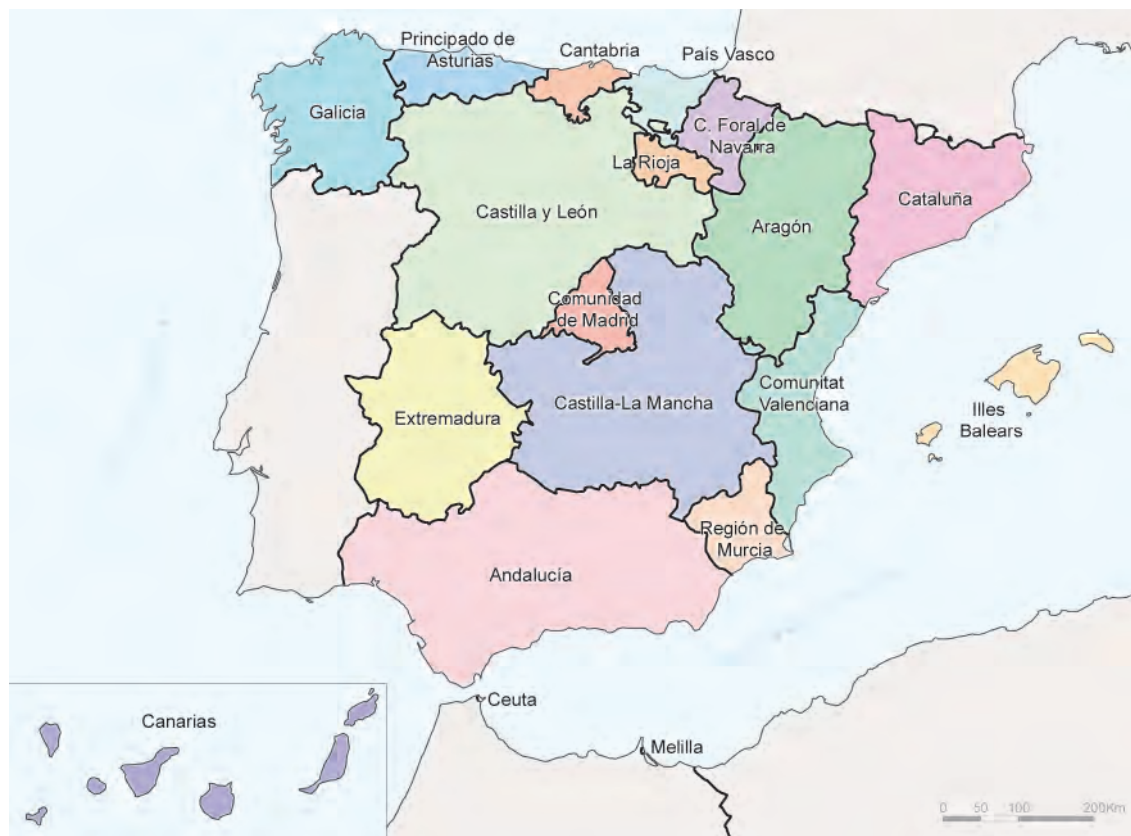 Principado de
Asturias
Cantabria
País Vasco
Galicia
C. Foral de
Navarra
La Rioja
Cataluña
Castilla y León
Aragón
Comunidad
de Madrid
Comunitat
Valenciana
Castilla-La Mancha
Extremadura
Illes
Balears
Región de
Murcia
Andalucía
Ceuta
Canarias
Melilla
0 50 100 200Km